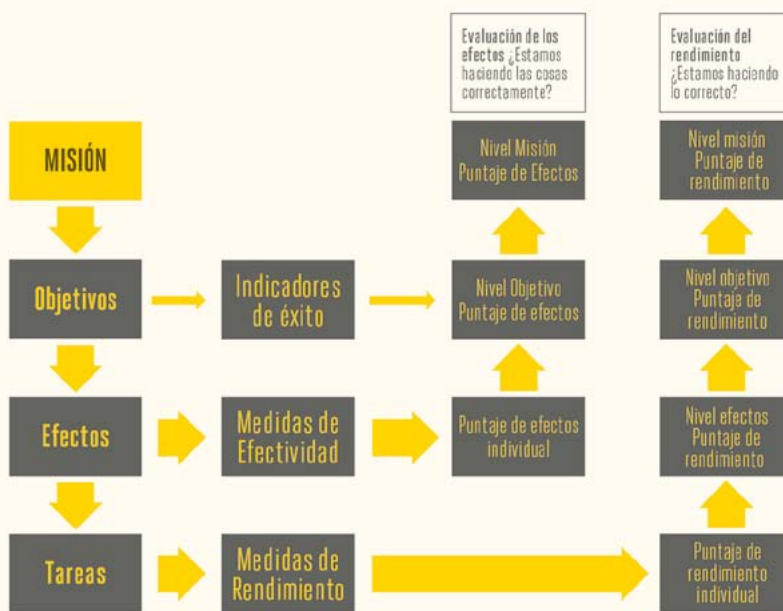 Evaluación de los
efectos ¿Estamos
haciendo las cosas
correctamente?
Evaluación del
rendimiento
¿Estamos haciendo
lo correcto?
MISIÓN
Nivel Misión
Puntaje de Efectos
Nivel misión
Puntaje de
rendimiento
Objetivos
Indicadores
de éxito
Nivel Objetivo
Puntaje de efectos
Nivel objetivo
Puntaje de
rendimiento
Efectos
Medidas de
Efectividad
Puntaje de efectos
individual
Nivel efectos
Puntaje de
rendimiento
Tareas
Medidas de
Rendimiento
Puntaje de
rendimiento
individual